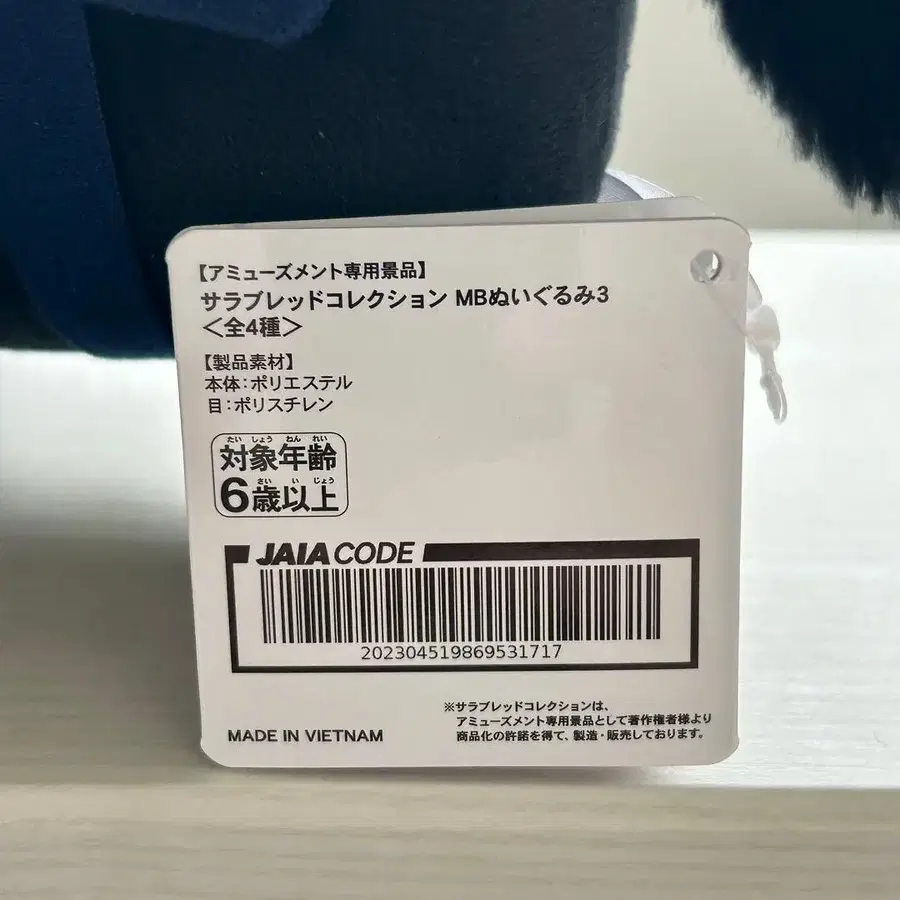 【アミューズメント専用景品】
サラブレッドコレクション MBぬいぐるみ3
＜全4種＞
【製品素材】
本体：ポリエステル
目：ポリスチレン
たい しょう ねん れい
対象年齢
さい い じょう
6歳以上
JAIA CODE
202304519869531717
※サラブレッドコレクションは、
アミューズメント専用景品として著作権者様より
商品化の許諾を得て、製造・販売しております。
MADE IN VIETNAM